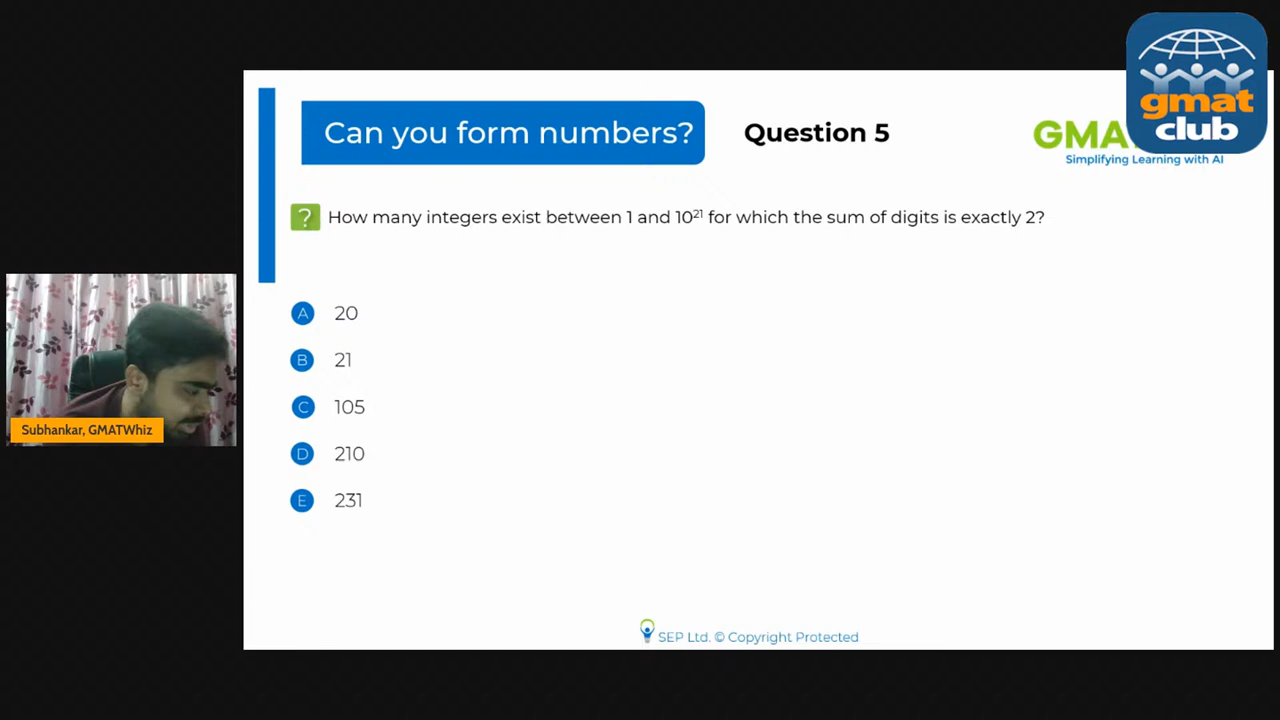 Can you form numbers?
Question 5
GMA
Simplifying Learning with AI
gmat
club
? How many integers exist between 1 and 10²¹ for which the sum of digits is exactly 2?
A 20
B 21
C 105
D 210
E 231
Subhankar, GMATWhiz
SEP Ltd. © Copyright Protected